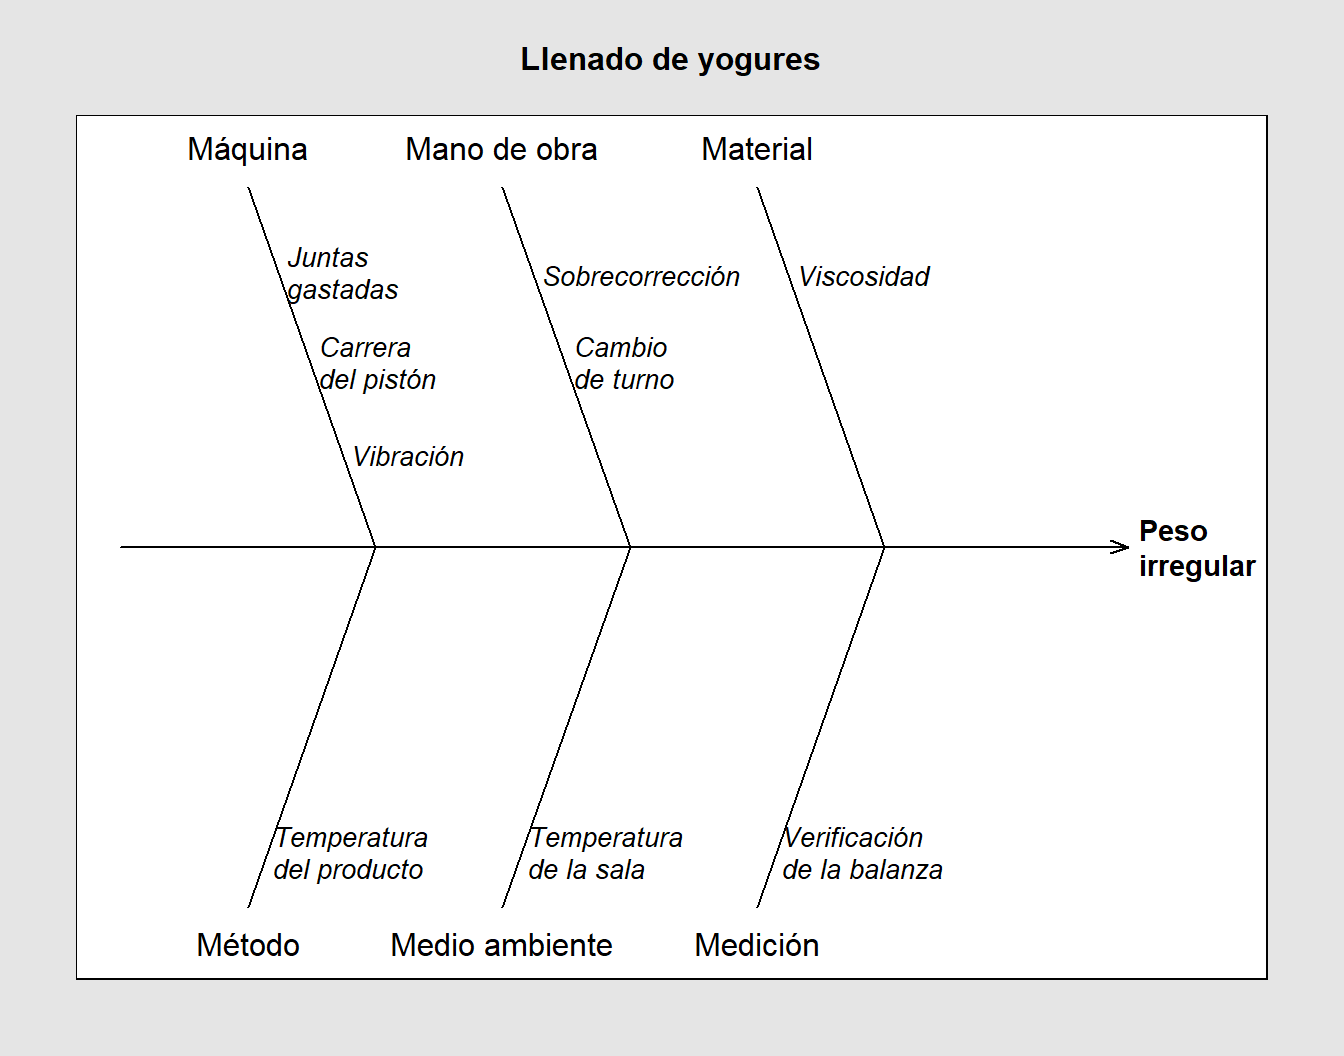 Llenado de yogures
Máquina
Mano de obra
Material
Juntas
gastadas
Carrera
del pistón
Vibración
Sobrecorrección
Cambio
de turno
Viscosidad
Peso
irregular
Temperatura
del producto
Temperatura
de la sala
Verificación
de la balanza
Método
Medio ambiente
Medición